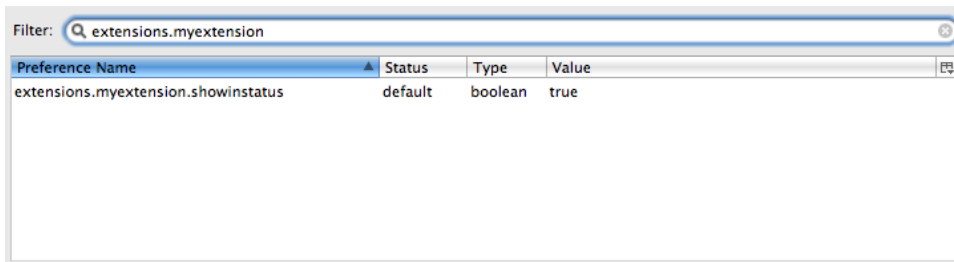 Filter: extensions.myextension
Preference Name Status Type Value
extensions.myextension.showinstatus default boolean true